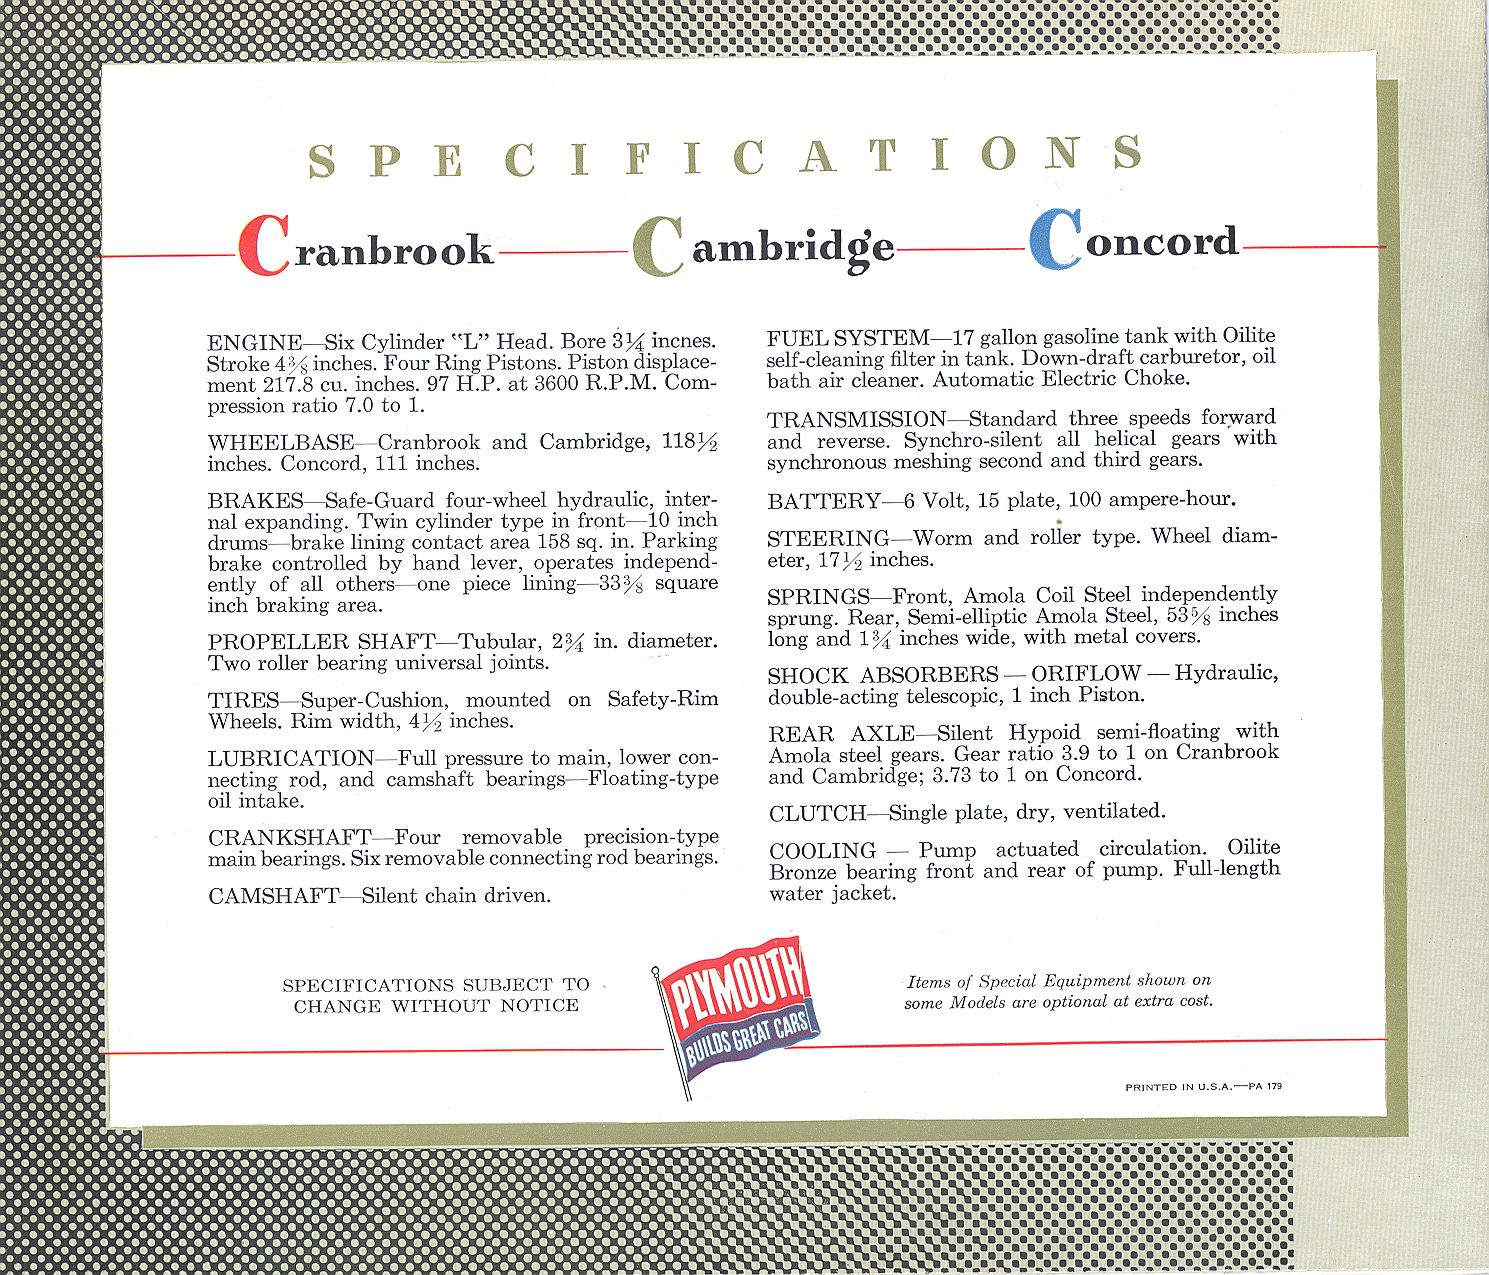 SPECIFICATIONS
Cranbrook Cambridge Concord
ENGINE—Six Cylinder "L" Head. Bore 3¼ incnes.
Stroke 4⅜ inches. Four Ring Pistons. Piston displace-
ment 217.8 cu. inches. 97 H.P. at 3600 R.P.M. Com-
pression ratio 7.0 to 1.
WHEELBASE—Cranbrook and Cambridge, 118½
inches. Concord, 111 inches.
BRAKES—Safe-Guard four-wheel hydraulic, inter-
nal expanding. Twin cylinder type in front—10 inch
drums—brake lining contact area 158 sq. in. Parking
brake controlled by hand lever, operates independ-
ently of all others—one piece lining—33⅜ square
inch braking area.
PROPELLER SHAFT—Tubular, 2¾ in. diameter.
Two roller bearing universal joints.
TIRES—Super-Cushion, mounted on Safety-Rim
Wheels. Rim width, 4½ inches.
LUBRICATION—Full pressure to main, lower con-
necting rod, and camshaft bearings—Floating-type
oil intake.
CRANKSHAFT—Four removable precision-type
main bearings. Six removable connecting rod bearings.
CAMSHAFT—Silent chain driven.
FUEL SYSTEM—17 gallon gasoline tank with Oilite
self-cleaning filter in tank. Down-draft carburetor, oil
bath air cleaner. Automatic Electric Choke.
TRANSMISSION—Standard three speeds forward
and reverse. Synchro-silent all helical gears with
synchronous meshing second and third gears.
BATTERY—6 Volt, 15 plate, 100 ampere-hour.
STEERING—Worm and roller type. Wheel diam-
eter, 17½ inches.
SPRINGS—Front, Amola Coil Steel independently
sprung. Rear, Semi-elliptic Amola Steel, 53⅝ inches
long and 1¾ inches wide, with metal covers.
SHOCK ABSORBERS — ORIFLOW — Hydraulic,
double-acting telescopic, 1 inch Piston.
REAR AXLE—Silent Hypoid semi-floating with
Amola steel gears. Gear ratio 3.9 to 1 on Cranbrook
and Cambridge; 3.73 to 1 on Concord.
CLUTCH—Single plate, dry, ventilated.
COOLING — Pump actuated circulation. Oilite
Bronze bearing front and rear of pump. Full-length
water jacket.
SPECIFICATIONS SUBJECT TO
CHANGE WITHOUT NOTICE
PLYMOUTH
BUILDS GREAT CARS
Items of Special Equipment shown on
some Models are optional at extra cost.
PRINTED IN U.S.A.—PA 179